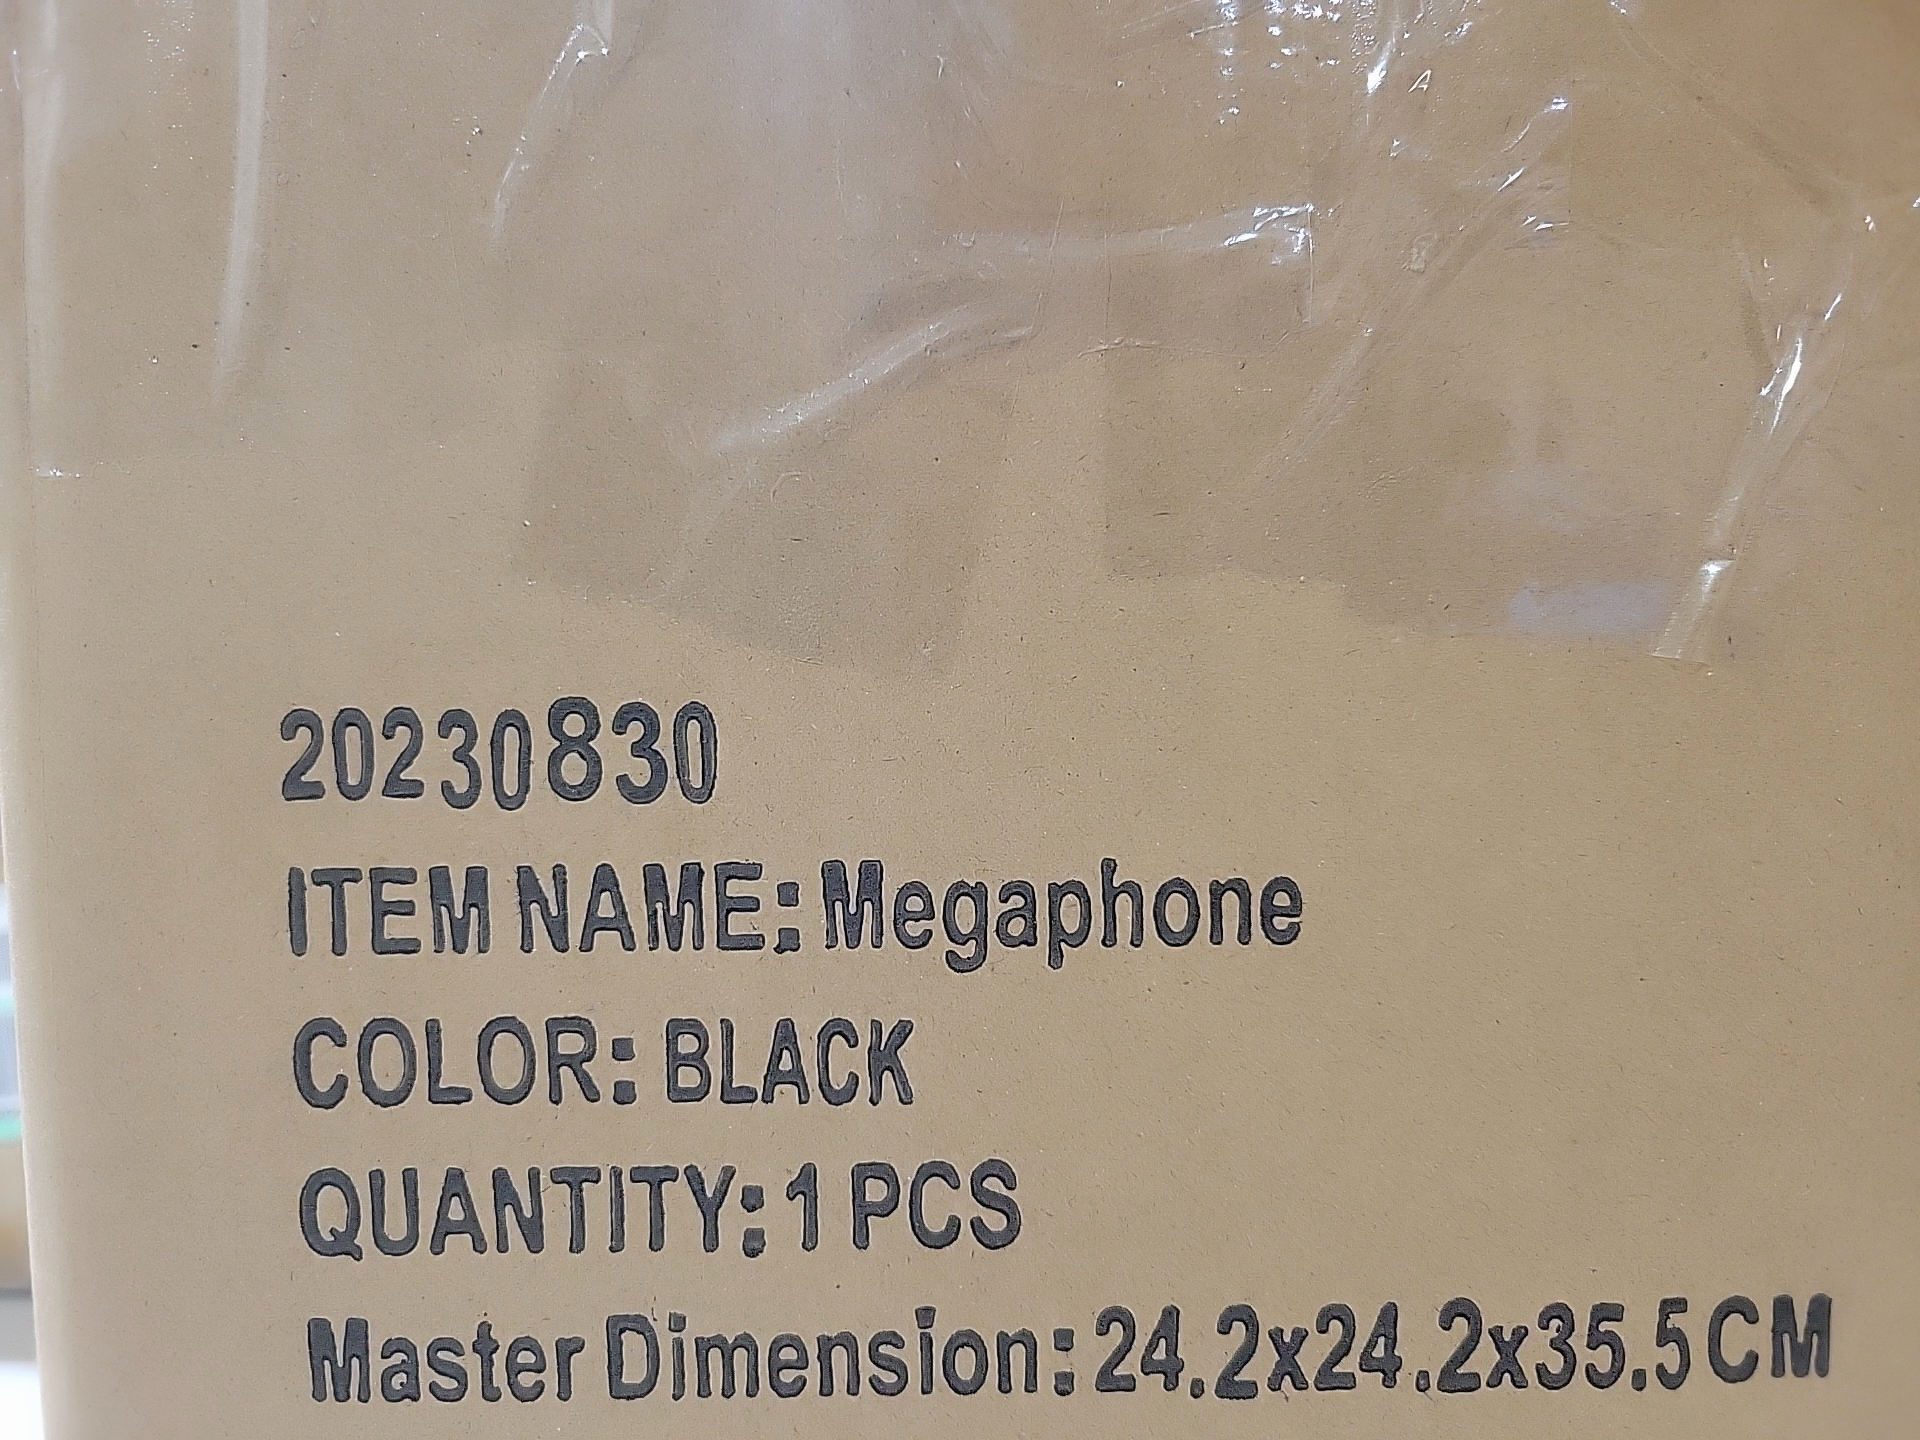 20230830
ITEM NAME: Megaphone
COLOR: BLACK
QUANTITY: 1 PCS
Master Dimension: 24.2x24.2x35.5CM